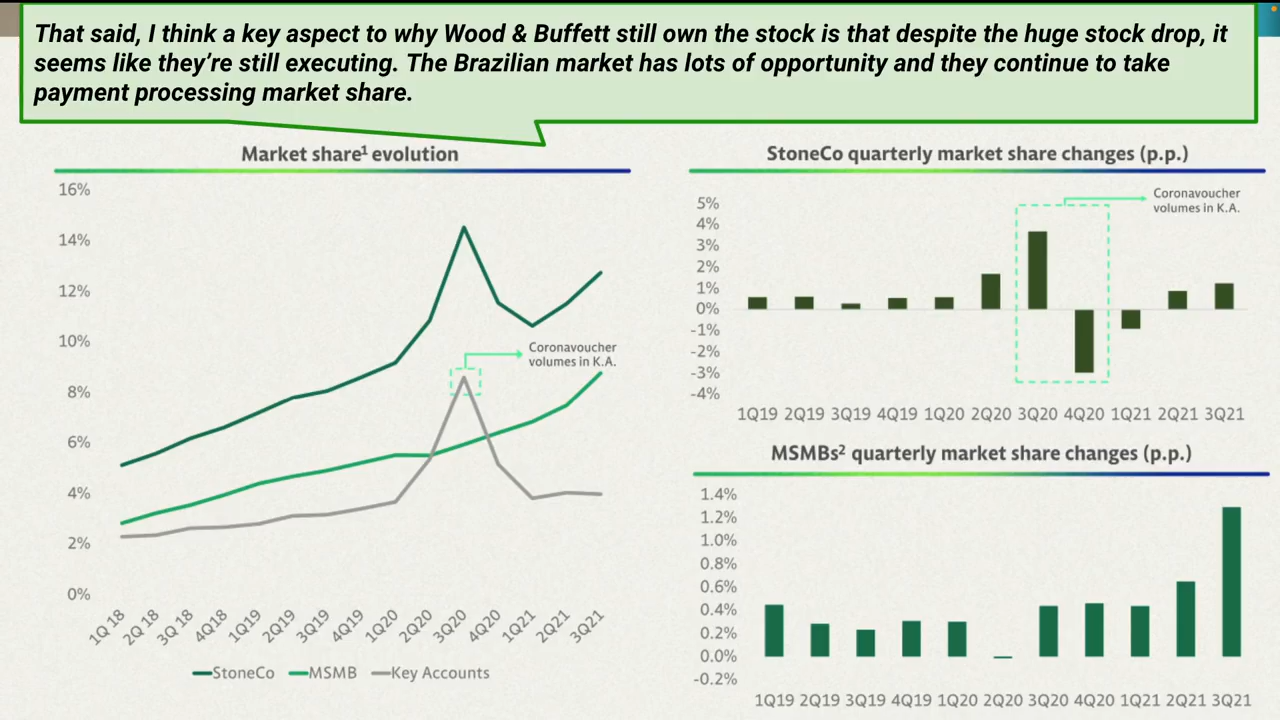 That said, I think a key aspect to why Wood & Buffett still own the stock is that despite the huge stock drop, it
seems like they're still executing. The Brazilian market has lots of opportunity and they continue to take
payment processing market share.
Market share¹ evolution
16%
14%
12%
10%
8%
6%
4%
2%
0%
Coronavoucher
volumes in K.A.
1Q 18 2Q 18 3Q 18 4Q18 1Q19 2Q19 3Q19 4Q19 1Q20 2Q20 3Q20 4Q20 1Q21 2Q21 3Q21
StoneCo MSMB Key Accounts
StoneCo quarterly market share changes (p.p.)
Coronavoucher
volumes in K.A.
5%
4%
3%
2%
1%
0%
-1%
-2%
-3%
-4%
1Q19 2Q19 3Q19 4Q19 1Q20 2Q20 3Q20 4Q20 1Q21 2Q21 3Q21
MSMBs² quarterly market share changes (p.p.)
1.4%
1.2%
1.0%
0.8%
0.6%
0.4%
0.2%
0.0%
-0.2%
1Q19 2Q19 3Q19 4Q19 1Q20 2Q20 3Q20 4Q20 1Q21 2Q21 3Q21